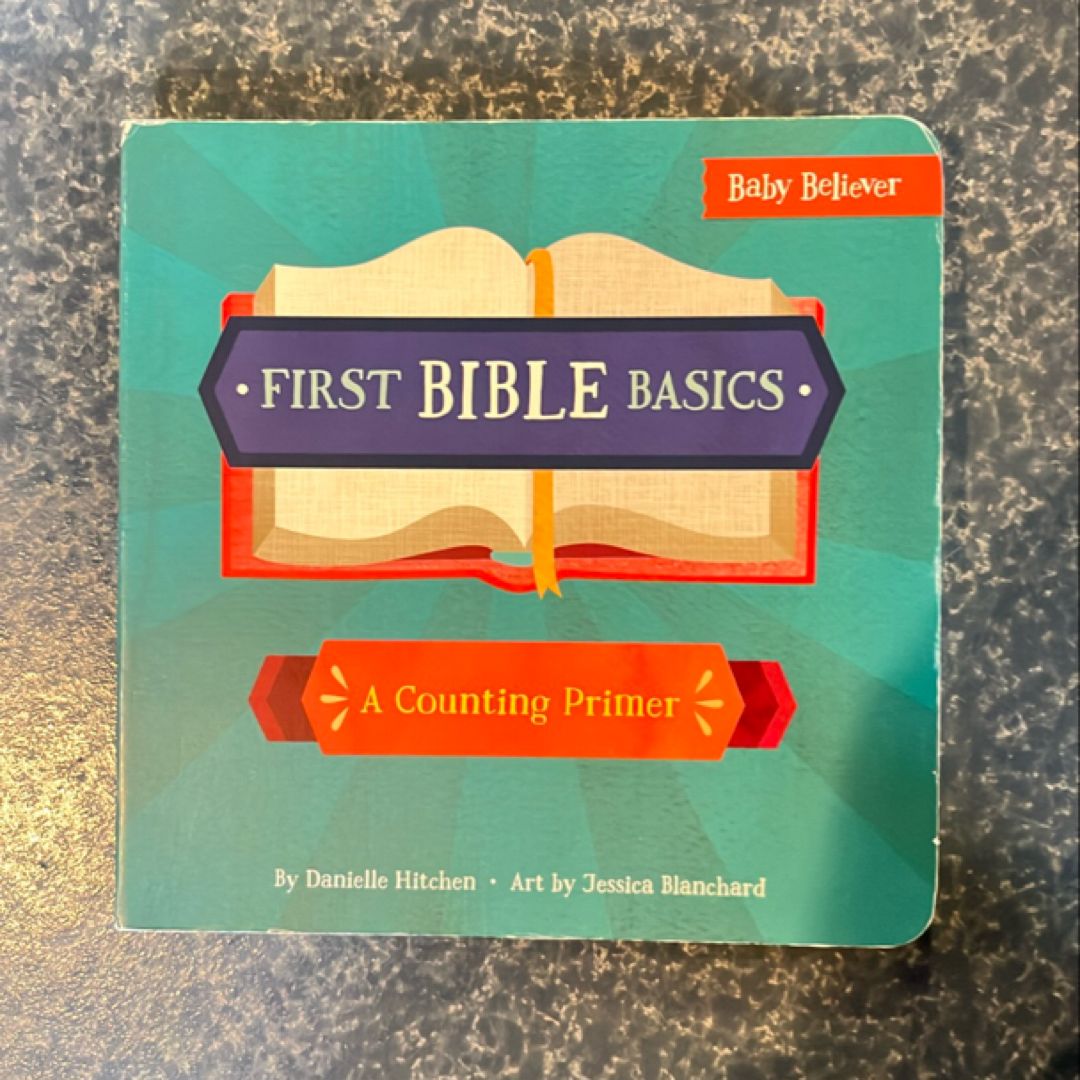 Baby Believer
• FIRST BIBLE BASICS •
A Counting Primer
By Danielle Hitchen • Art by Jessica Blanchard